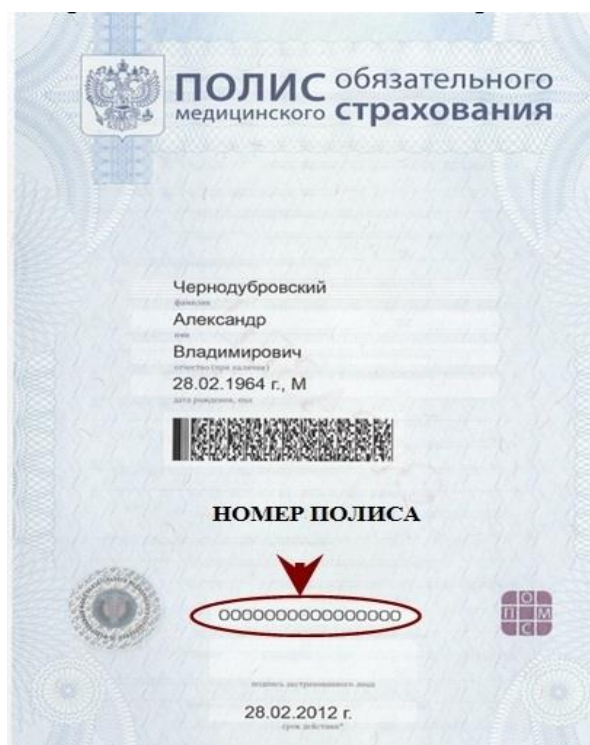 ПОЛИС обязательного
медицинского страхования
Чернодубровский
фамилия
Александр
имя
Владимирович
отчество (при наличии)
28.02.1964 г., М
дата рождения, пол
НОМЕР ПОЛИСА
0000000000000000
О
П М
С
подпись застрахованного лица
28.02.2012 г.
срок действия*